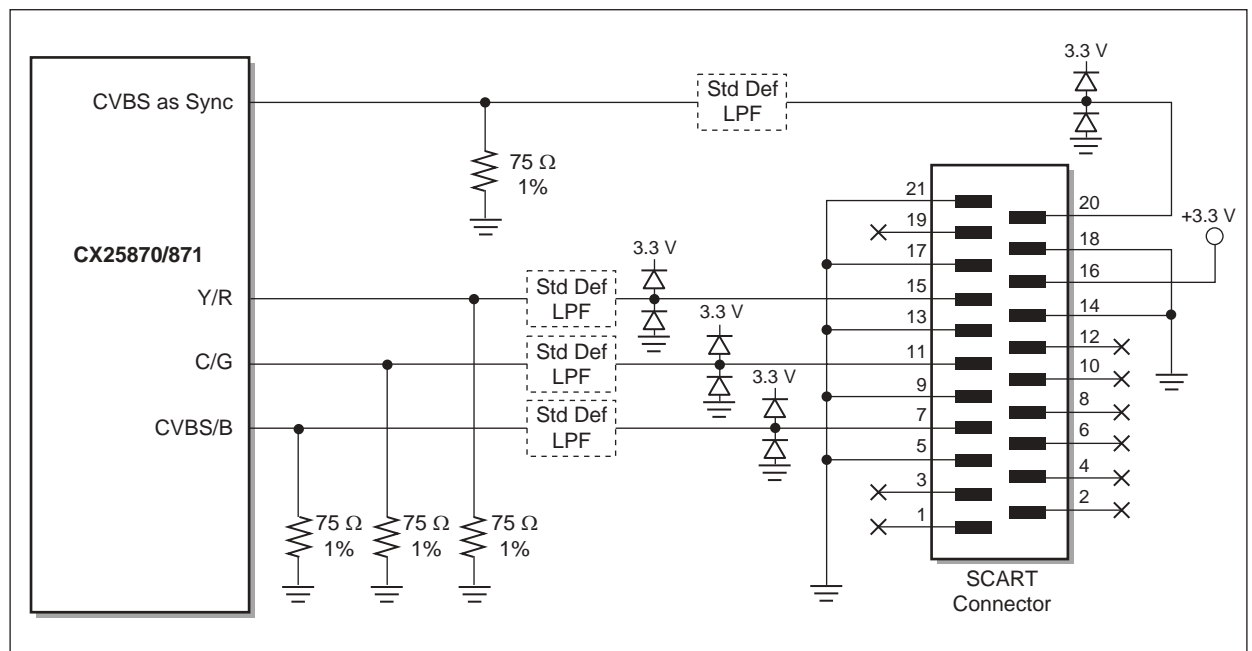 CVBS as Sync
Std Def
LPF
3.3 V
75 Ω
1%
CX25870/871
Y/R
Std Def
LPF
3.3 V
C/G
Std Def
LPF
3.3 V
CVBS/B
Std Def
LPF
3.3 V
75 Ω
1%
75 Ω
1%
75 Ω
1%
21
19
17
15
13
11
9
7
5
3
1
20
18
16
14
12
10
8
6
4
2
+3.3 V
SCART
Connector